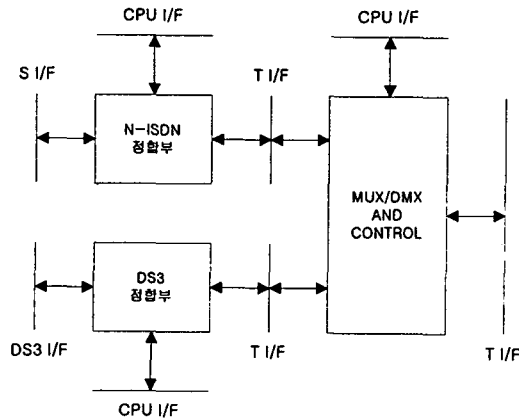 CPU I/F
CPU I/F
S I/F
T I/F
N-ISDN
정합부
MUX/DMX
AND
CONTROL
DS3
정합부
DS3 I/F
T I/F
T I/F
CPU I/F